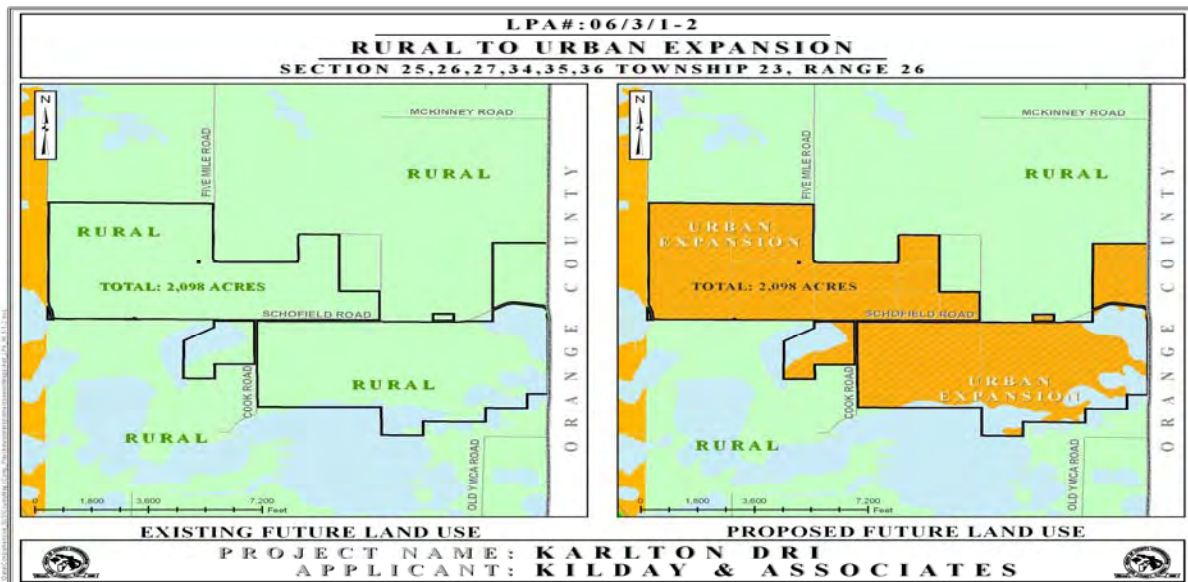 LPA#:06/3/1-2
RURAL TO URBAN EXPANSION
SECTION 25,26,27,34,35,36 TOWNSHIP 23, RANGE 26
N
MCKINNEY ROAD
FIVE MILE ROAD
RURAL
RURAL
TOTAL: 2,098 ACRES
SCHOFIELD ROAD
RURAL
COOK ROAD
RURAL
OLD YMCA ROAD
ORANGE COUNTY
0 1,800 3,600 7,200
Feet
EXISTING FUTURE LAND USE
N
MCKINNEY ROAD
FIVE MILE ROAD
RURAL
URBAN
EXPANSION
TOTAL: 2,098 ACRES
SCHOFIELD ROAD
URBAN
EXPANSION
COOK ROAD
RURAL
OLD YMCA ROAD
ORANGE COUNTY
0 1,800 3,600 7,200
Feet
PROPOSED FUTURE LAND USE
PROJECT NAME: KARLTON DRI
APPLICANT: KILDAY & ASSOCIATES